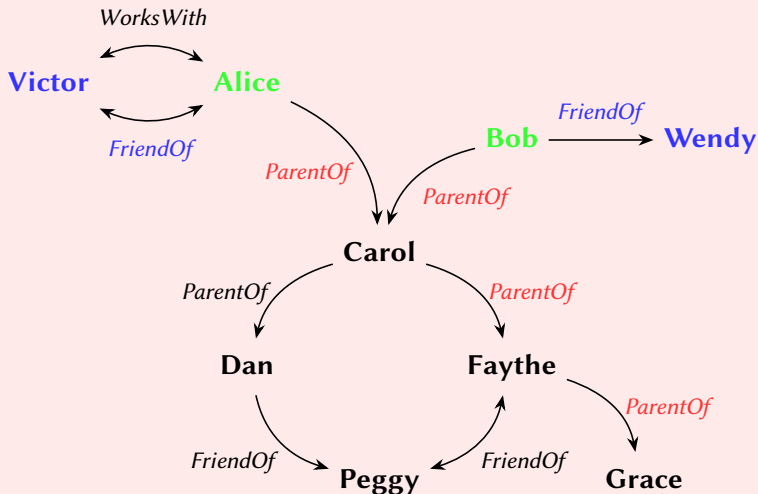 WorksWith
Victor
Alice
FriendOf
FriendOf
Bob
Wendy
ParentOf
ParentOf
Carol
ParentOf
ParentOf
Dan
Faythe
ParentOf
FriendOf
FriendOf
Peggy
Grace